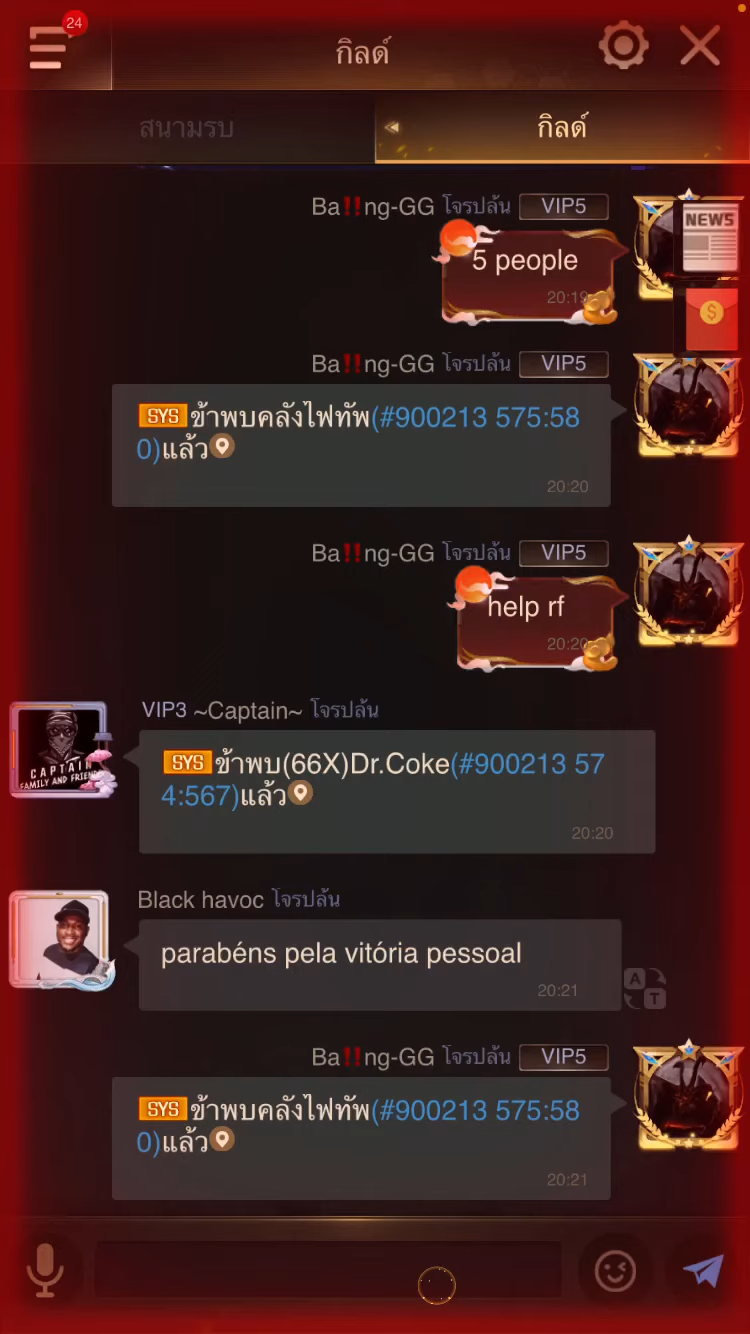 24
กิลด์
สนามรบ
กิลด์
Ba‼ng-GG โจรปล้น VIP5
NEWS
5 people
20:19
$
Ba‼ng-GG โจรปล้น VIP5
SYS ข้าพบคลังไฟทัพ(#900213 575:58
0)แล้ว
20:20
Ba‼ng-GG โจรปล้น VIP5
help rf
20:20
VIP3 ~Captain~ โจรปล้น
CAPTAIN
FAMILY AND FRIEND
SYS ข้าพบ(66X)Dr.Coke(#900213 57
4:567)แล้ว
20:20
Black havoc โจรปล้น
parabéns pela vitória pessoal
20:21
A
T
Ba‼ng-GG โจรปล้น VIP5
SYS ข้าพบคลังไฟทัพ(#900213 575:58
0)แล้ว
20:21